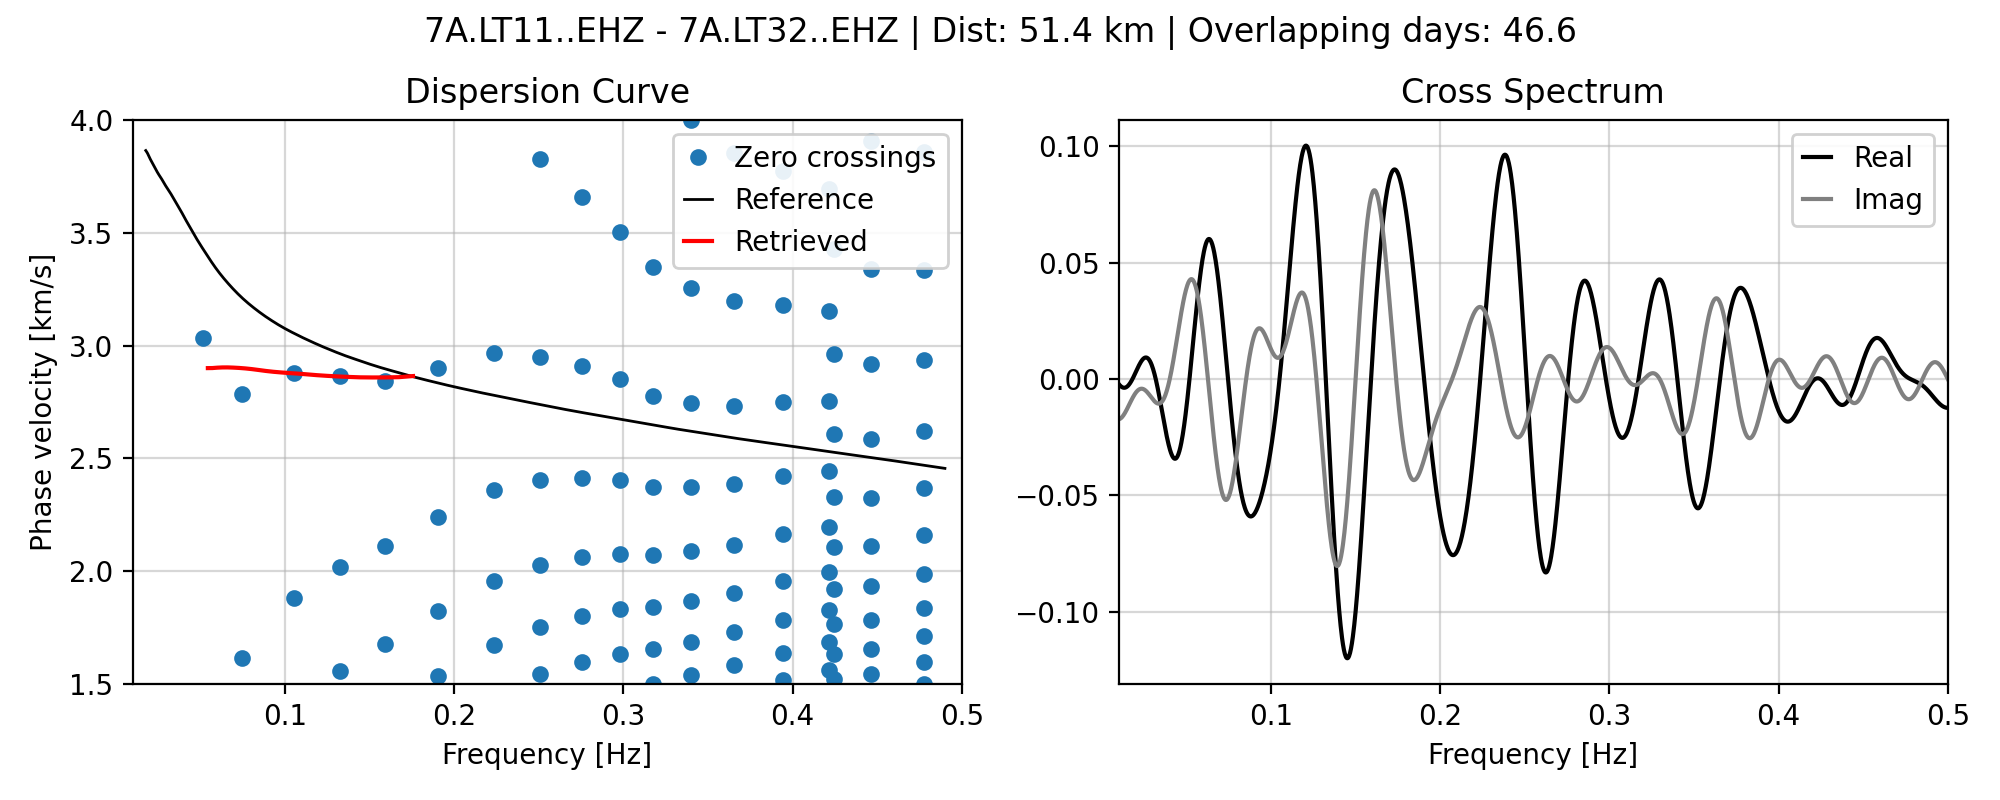 7A.LT11..EHZ - 7A.LT32..EHZ | Dist: 51.4 km | Overlapping days: 46.6
Dispersion Curve
4.0
3.5
3.0
2.5
2.0
1.5
Phase velocity [km/s]
0.1 0.2 0.3 0.4 0.5
Frequency [Hz]
Zero crossings
Reference
Retrieved
Cross Spectrum
0.10
0.05
0.00
−0.05
−0.10
0.1 0.2 0.3 0.4 0.5
Frequency [Hz]
Real
Imag